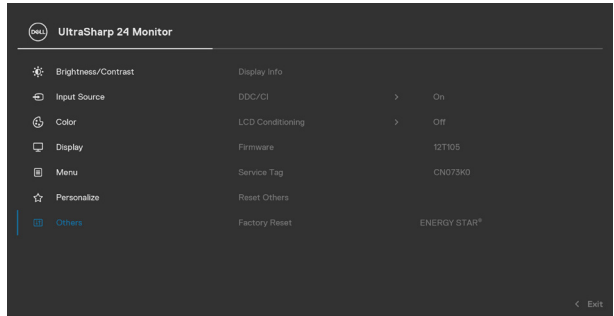 DELL UltraSharp 24 Monitor
Brightness/Contrast Display Info
Input Source DDC/CI > On
Color LCD Conditioning > Off
Display Firmware 12T105
Menu Service Tag CN073K0
Personalize Reset Others
Others Factory Reset ENERGY STAR®
< Exit